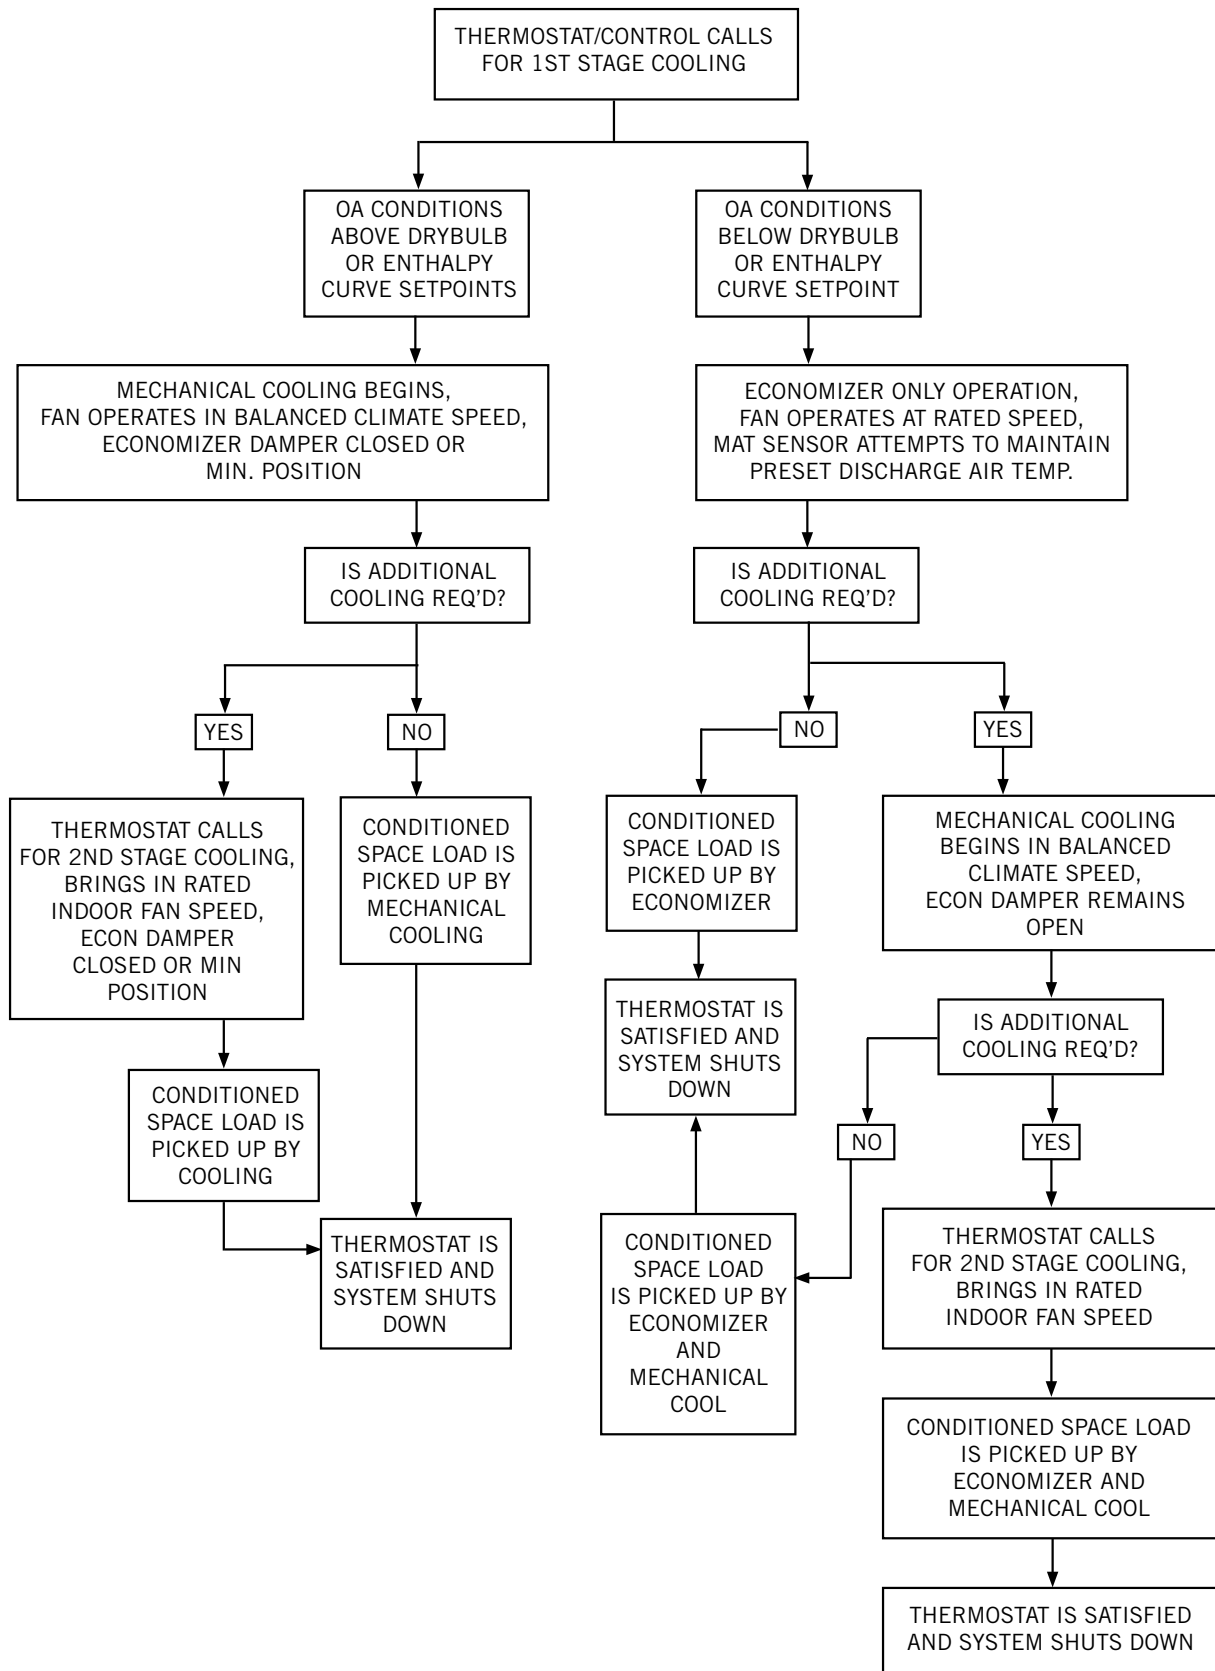 THERMOSTAT/CONTROL CALLS
FOR 1ST STAGE COOLING
OA CONDITIONS
ABOVE DRYBULB
OR ENTHALPY
CURVE SETPOINTS
OA CONDITIONS
BELOW DRYBULB
OR ENTHALPY
CURVE SETPOINT
MECHANICAL COOLING BEGINS,
FAN OPERATES IN BALANCED CLIMATE SPEED,
ECONOMIZER DAMPER CLOSED OR
MIN. POSITION
ECONOMIZER ONLY OPERATION,
FAN OPERATES AT RATED SPEED,
MAT SENSOR ATTEMPTS TO MAINTAIN
PRESET DISCHARGE AIR TEMP.
IS ADDITIONAL
COOLING REQ’D?
IS ADDITIONAL
COOLING REQ’D?
YES
NO
NO
YES
THERMOSTAT CALLS
FOR 2ND STAGE COOLING,
BRINGS IN RATED
INDOOR FAN SPEED,
ECON DAMPER
CLOSED OR MIN
POSITION
CONDITIONED
SPACE LOAD IS
PICKED UP BY
MECHANICAL
COOLING
CONDITIONED
SPACE LOAD IS
PICKED UP BY
ECONOMIZER
MECHANICAL COOLING
BEGINS IN BALANCED
CLIMATE SPEED,
ECON DAMPER REMAINS
OPEN
THERMOSTAT IS
SATISFIED AND
SYSTEM SHUTS
DOWN
IS ADDITIONAL
COOLING REQ’D?
CONDITIONED
SPACE LOAD IS
PICKED UP BY
COOLING
NO
YES
THERMOSTAT IS
SATISFIED AND
SYSTEM SHUTS
DOWN
CONDITIONED
SPACE LOAD
IS PICKED UP BY
ECONOMIZER
AND
MECHANICAL
COOL
THERMOSTAT CALLS
FOR 2ND STAGE COOLING,
BRINGS IN RATED
INDOOR FAN SPEED
CONDITIONED SPACE LOAD
IS PICKED UP BY
ECONOMIZER AND
MECHANICAL COOL
THERMOSTAT IS SATISFIED
AND SYSTEM SHUTS DOWN